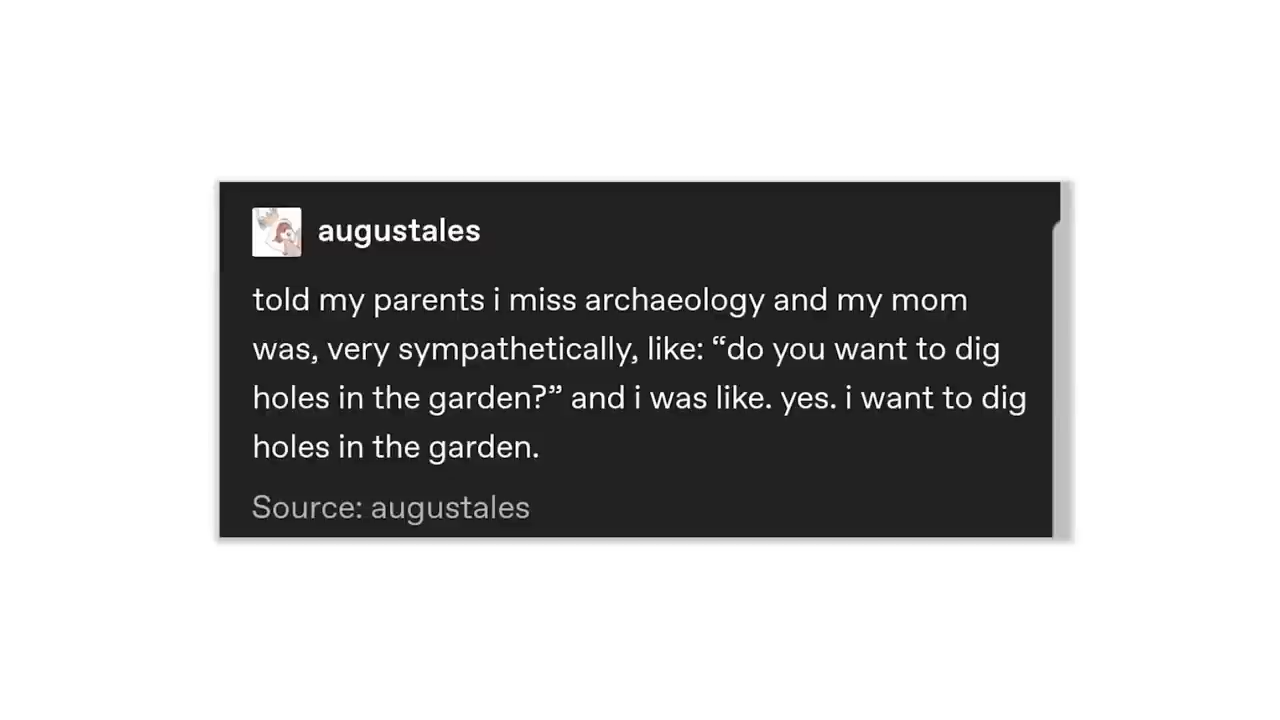 augustales
told my parents i miss archaeology and my mom
was, very sympathetically, like: “do you want to dig
holes in the garden?” and i was like. yes. i want to dig
holes in the garden.
Source: augustales